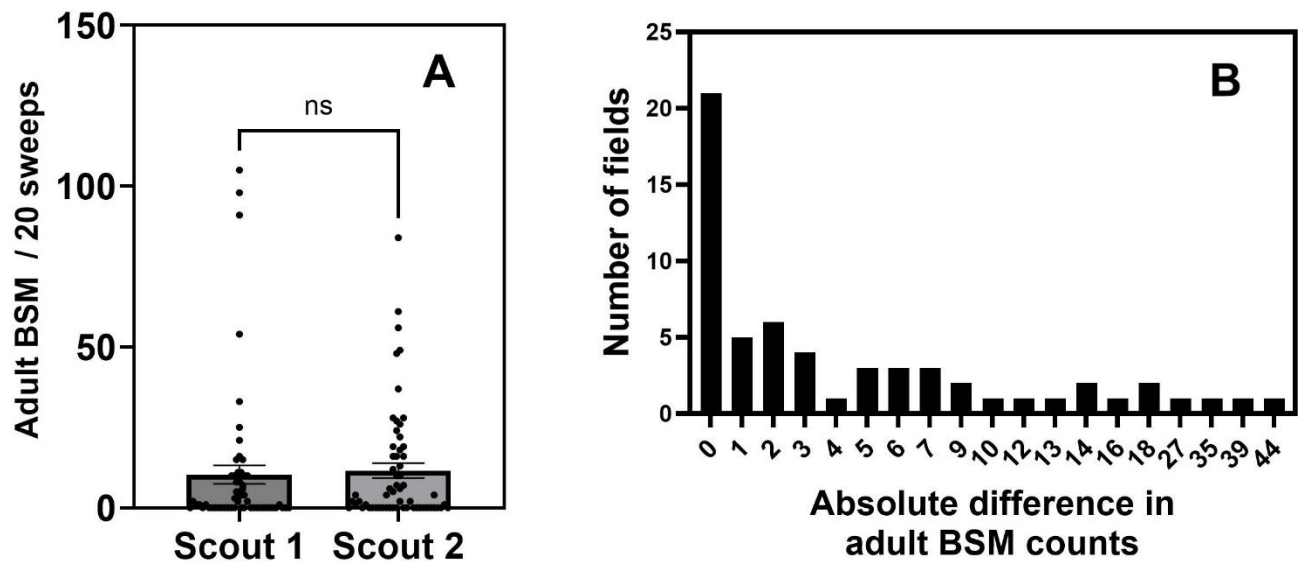 A
ns
Adult BSM / 20 sweeps
150
100
50
0
Scout 1 Scout 2
B
Number of fields
25
20
15
10
5
0
0 1 2 3 4 5 6 7 9 10 12 13 14 16 18 27 35 39 44
Absolute difference in
adult BSM counts